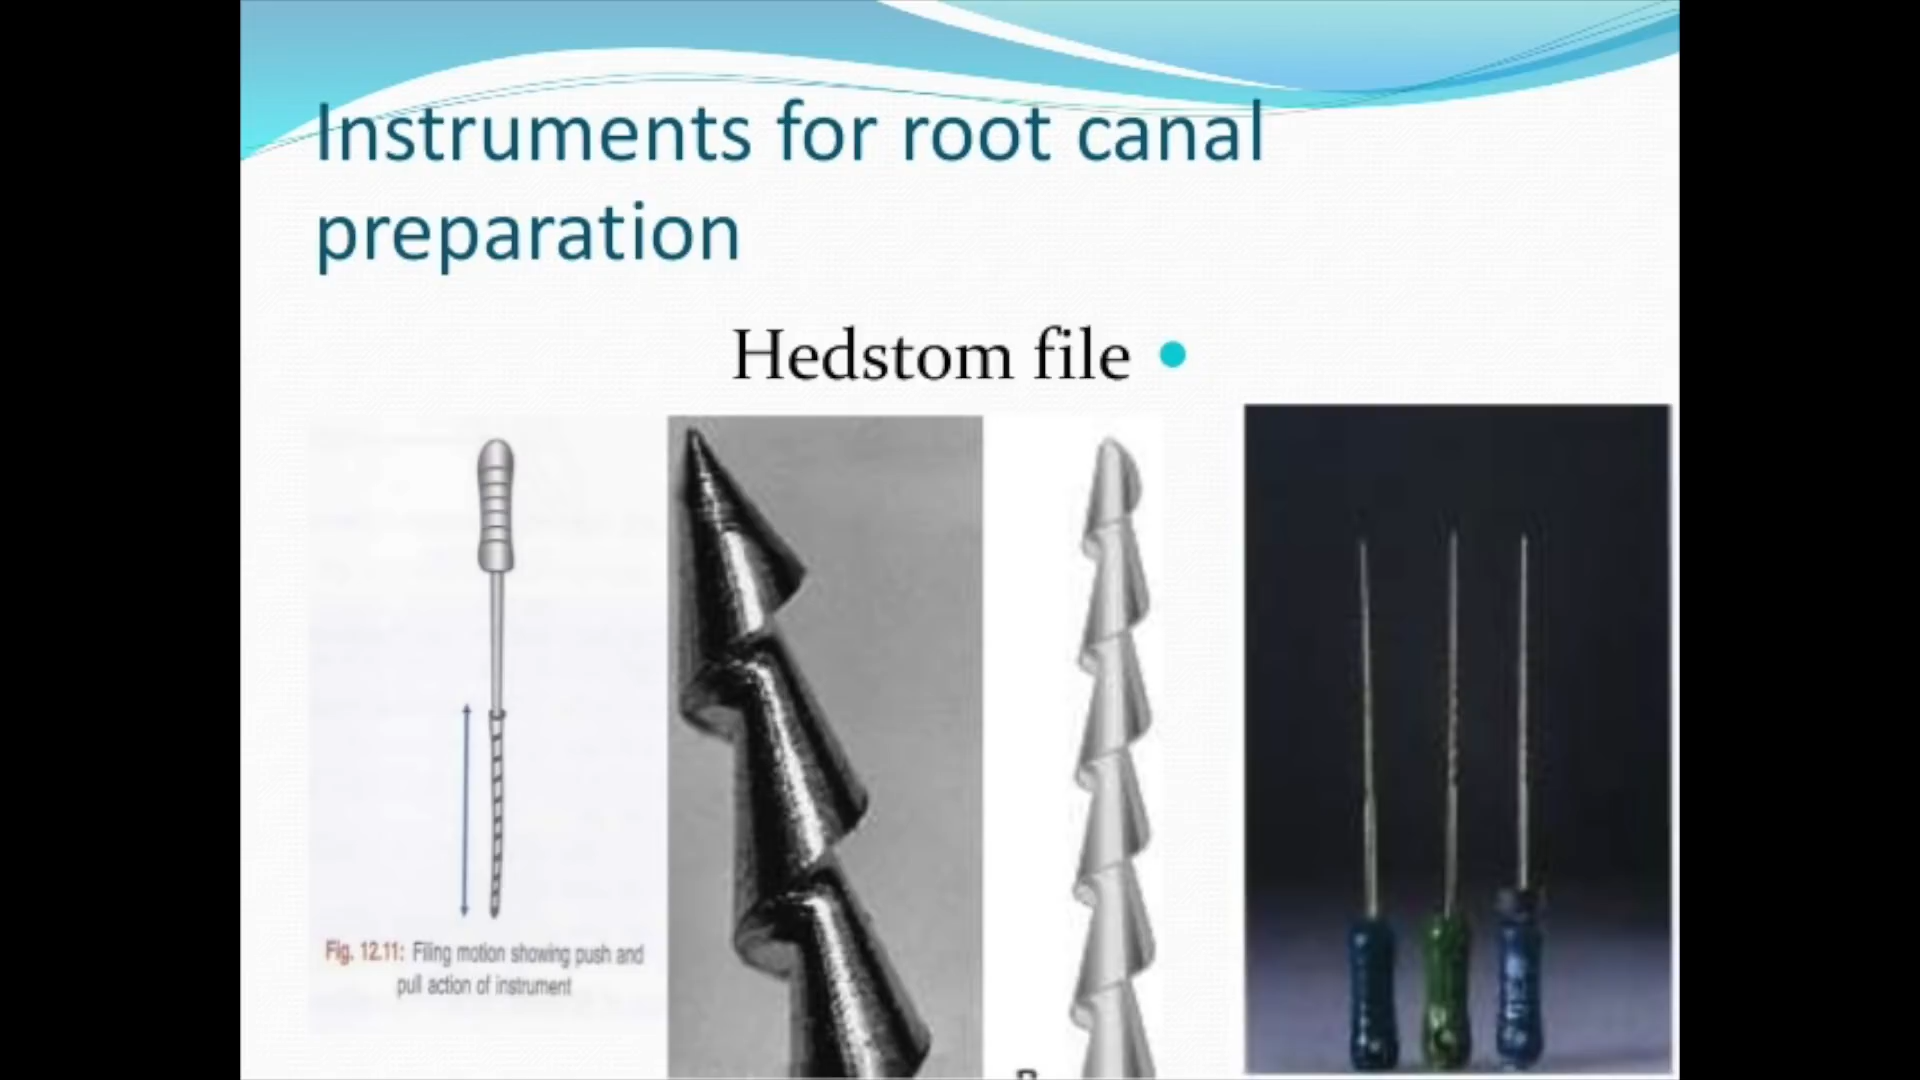 Instruments for root canal
preparation
Hedstom file •
Fig. 12.11: Filing motion showing push and
pull action of instrument